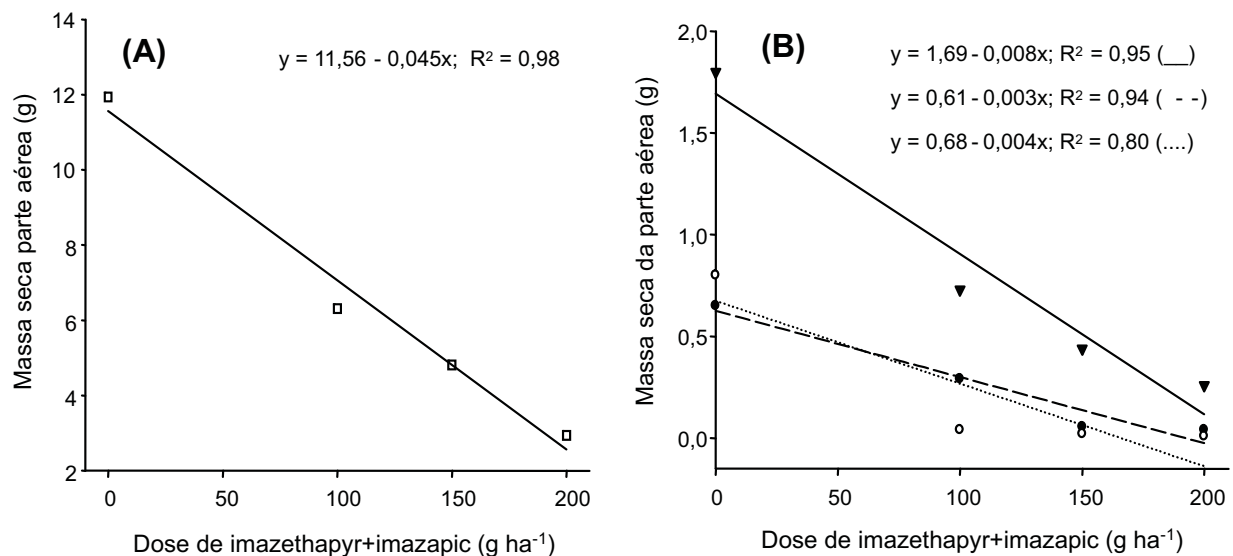 (A)
y = 11,56 - 0,045x; R² = 0,98
Massa seca parte aérea (g)
14
12
10
8
6
4
2
0
50
100
150
200
Dose de imazethapyr+imazapic (g ha⁻¹)
(B)
y = 1,69 - 0,008x; R² = 0,95 (__)
y = 0,61 - 0,003x; R² = 0,94 ( - -)
y = 0,68 - 0,004x; R² = 0,80 (....)
Massa seca da parte aérea (g)
2,0
1,5
1,0
0,5
0,0
0
50
100
150
200
Dose de imazethapyr+imazapic (g ha⁻¹)